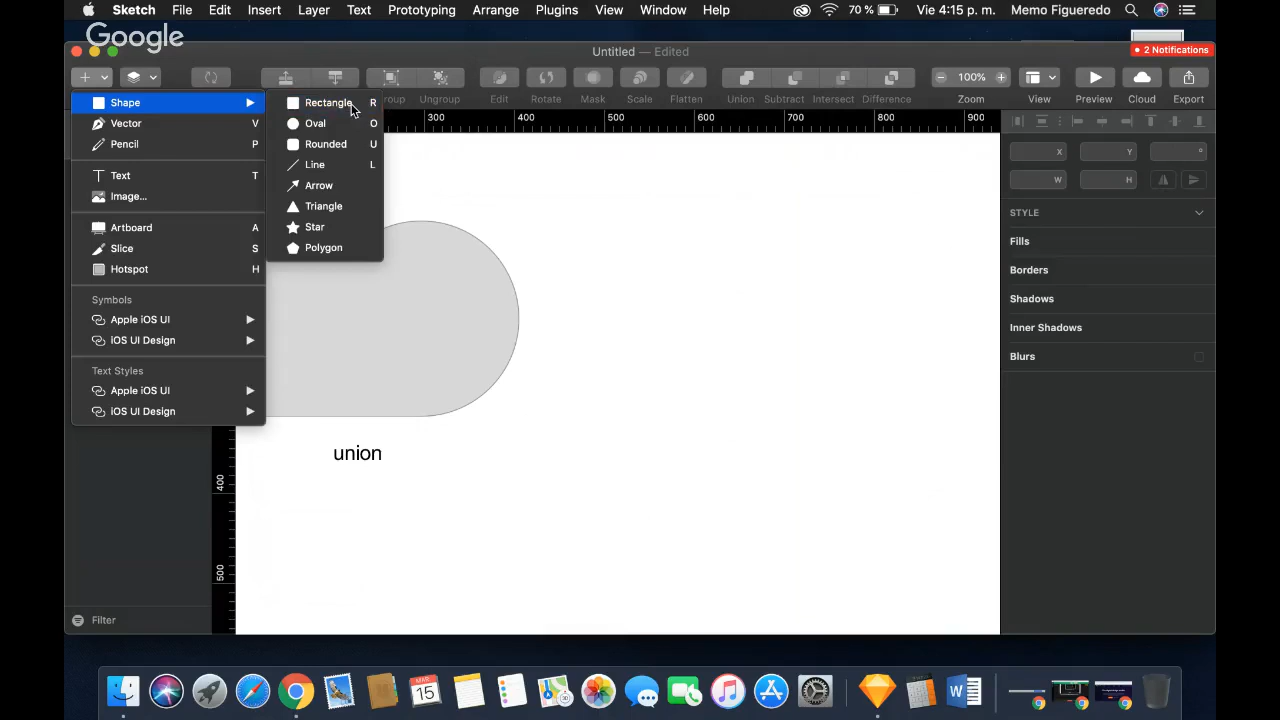 Sketch File Edit Insert Layer Text Prototyping Arrange Plugins Window Help 70 % Vie 4:15 p. m. Memo Figueredo
Google
Untitled — Edited
2 Notifications
100%
Ungroup Edit Rotate Mask Scale Flatten Union Subtract Intersect Difference Zoom View Preview Cloud Export
Shape
Vector V
Pencil P
Text T
Image...
Artboard A
Slice S
Hotspot H
Symbols
Apple iOS UI
iOS UI Design
Text Styles
Apple iOS UI
iOS UI Design
Rectangle R
Oval O
Rounded U
Line L
Arrow
Triangle
Star
Polygon
300 400 500 600 700 800 900
400
500
union
Filter
X Y °
W H
STYLE
Fills
Borders
Shadows
Inner Shadows
Blurs
MAR
15